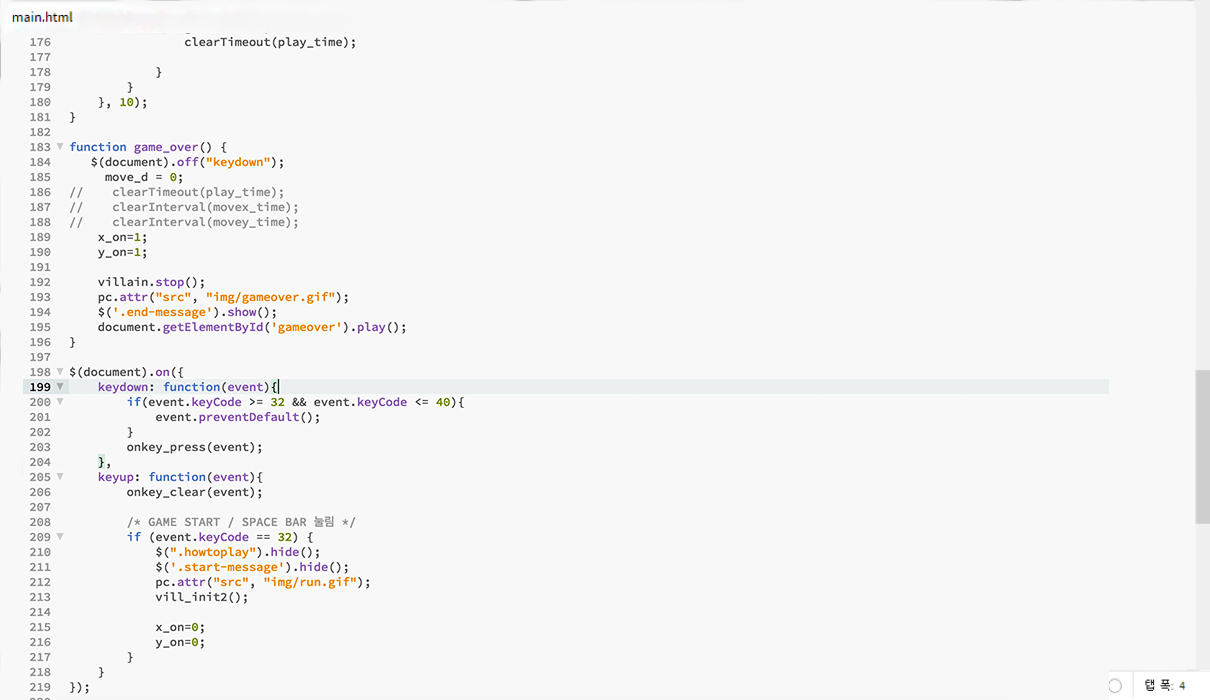 main.html
176                 clearTimeout(play_time);
177
178             }
179         }
180     }, 10);
181 }
182
183 function game_over() {
184    $(document).off("keydown");
185      move_d = 0;
186 //    clearTimeout(play_time);
187 //    clearInterval(movex_time);
188 //    clearInterval(movey_time);
189     x_on=1;
190     y_on=1;
191
192     villain.stop();
193     pc.attr("src", "img/gameover.gif");
194     $('.end-message').show();
195     document.getElementById('gameover').play();
196 }
197
198 $(document).on({
199     keydown: function(event){
200         if(event.keyCode >= 32 && event.keyCode <= 40){
201             event.preventDefault();
202         }
203         onkey_press(event);
204     },
205     keyup: function(event){
206         onkey_clear(event);
207
208         /* GAME START / SPACE BAR 눌림 */
209         if (event.keyCode == 32) {
210             $(".howtoplay").hide();
211             $('.start-message').hide();
212             pc.attr("src", "img/run.gif");
213             vill_init2();
214
215             x_on=0;
216             y_on=0;
217         }
218     }
219 });
탭 폭: 4